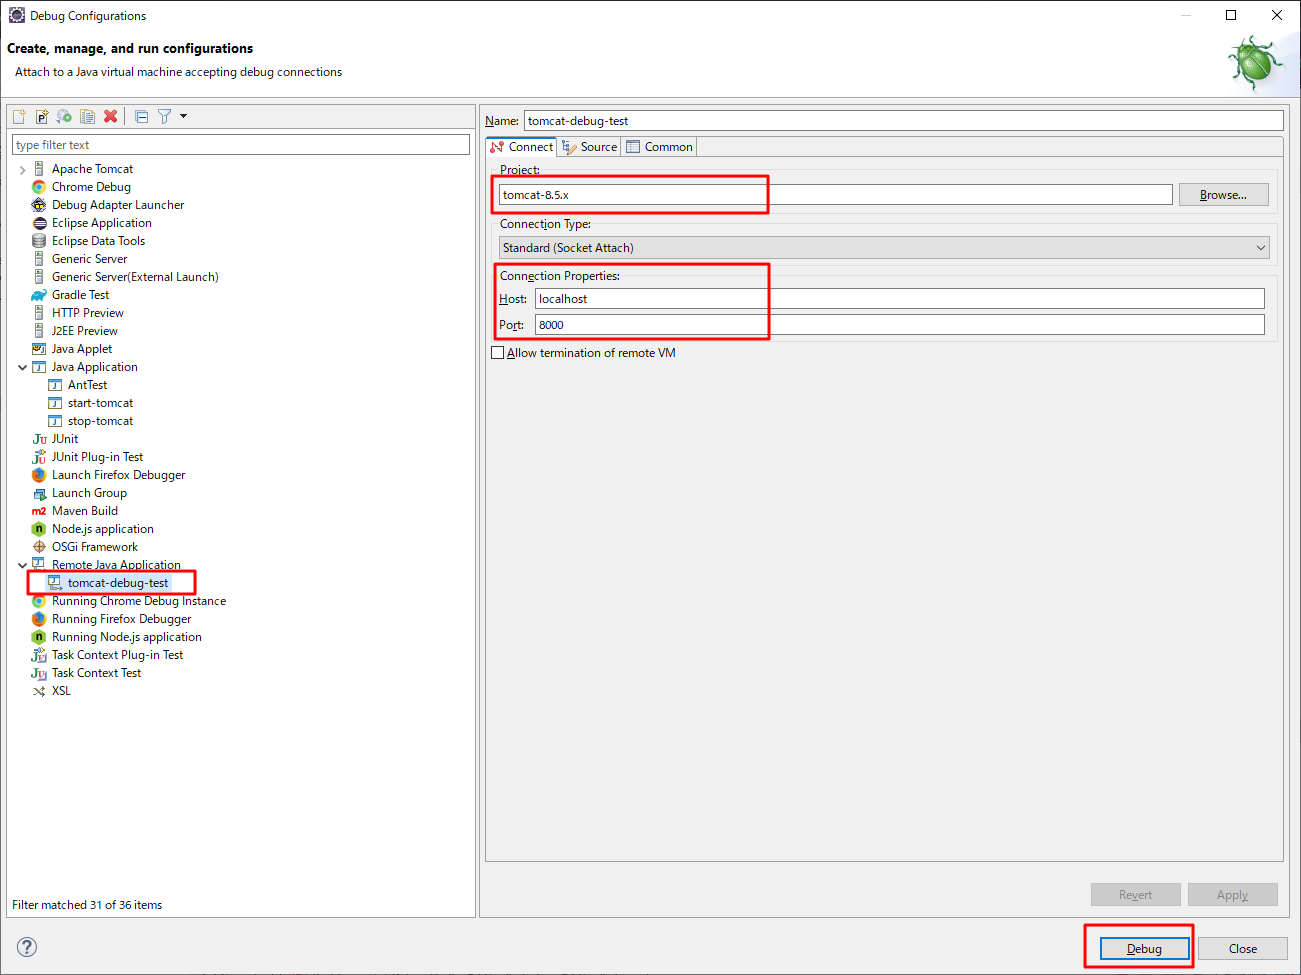 Debug Configurations
Create, manage, and run configurations
Attach to a Java virtual machine accepting debug connections
type filter text
Apache Tomcat
Chrome Debug
Debug Adapter Launcher
Eclipse Application
Eclipse Data Tools
Generic Server
Generic Server(External Launch)
Gradle Test
HTTP Preview
J2EE Preview
Java Applet
Java Application
AntTest
start-tomcat
stop-tomcat
JUnit
JUnit Plug-in Test
Launch Firefox Debugger
Launch Group
Maven Build
Node.js application
OSGi Framework
Remote Java Application
tomcat-debug-test
Running Chrome Debug Instance
Running Firefox Debugger
Running Node.js application
Task Context Plug-in Test
Task Context Test
XSL
Filter matched 31 of 36 items
Name: tomcat-debug-test
Connect Source Common
Project:
tomcat-8.5.x Browse...
Connection Type:
Standard (Socket Attach)
Connection Properties:
Host: localhost
Port: 8000
Allow termination of remote VM
Revert Apply
Debug Close